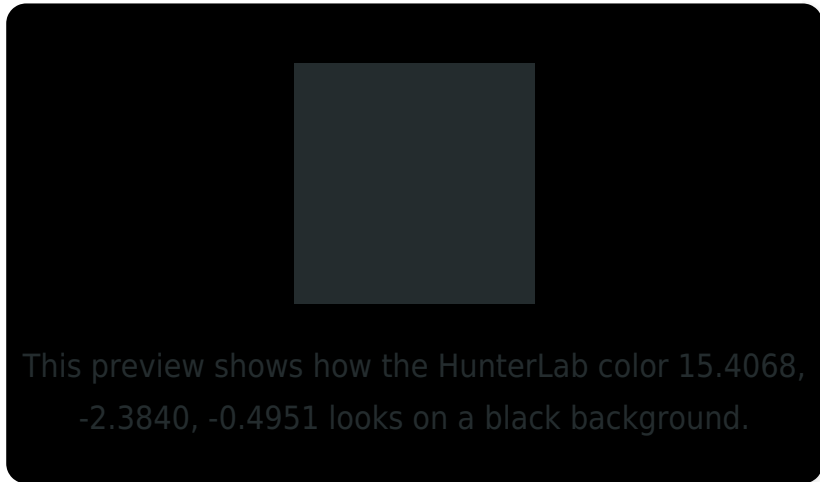 This preview shows how the HunterLab color 15.4068,
-2.3840, -0.4951 looks on a black background.